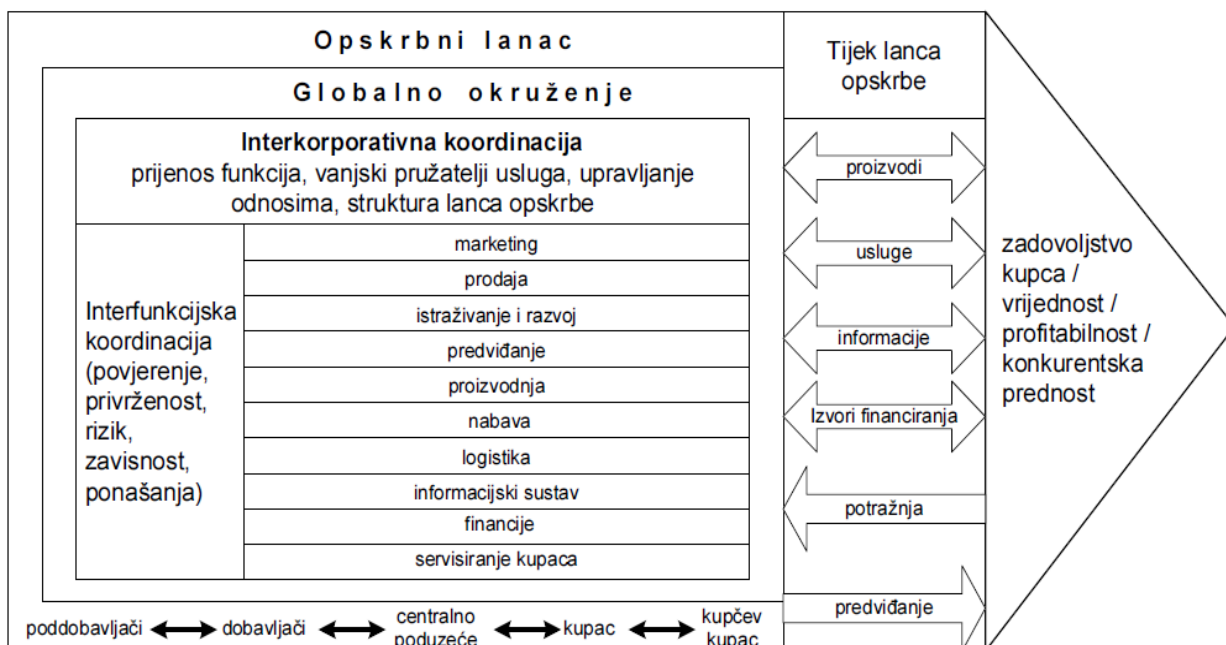 Opskrbni lanac
Globalno okruženje
Interkorporativna koordinacija
prijenos funkcija, vanjski pružatelji usluga, upravljanje
odnosima, struktura lanca opskrbe
Interfunkcijska
koordinacija
(povjerenje,
privrženost,
rizik,
zavisnost,
ponašanja)
marketing
prodaja
istraživanje i razvoj
predviđanje
proizvodnja
nabava
logistika
informacijski sustav
financije
servisiranje kupaca
poddobavljači
dobavljači
centralno
poduzeće
kupac
kupčev
kupac
Tijek lanca
opskrbe
proizvodi
usluge
informacije
Izvori financiranja
potražnja
predviđanje
zadovoljstvo
kupca /
vrijednost /
profitabilnost /
konkurentska
prednost